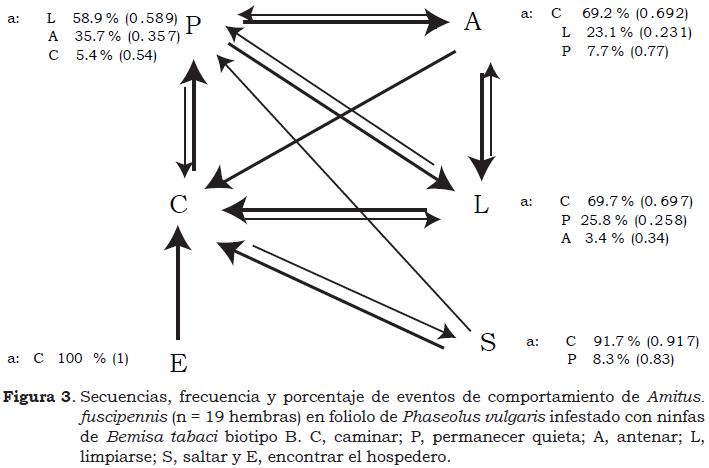 a: L 58.9 % (0.589) P
A 35.7 % (0.357)
C 5.4 % (0.54)
A a: C 69.2 % (0.692)
L 23.1 % (0.231)
P 7.7 % (0.77)
C L a: C 69.7 % (0.697)
P 25.8 % (0.258)
A 3.4 % (0.34)
S a: C 91.7 % (0.917)
P 8.3 % (0.83)
a: C 100 % (1) E
Figura 3. Secuencias, frecuencia y porcentaje de eventos de comportamiento de Amitus.
fuscipennis (n = 19 hembras) en foliolo de Phaseolus vulgaris infestado con ninfas
de Bemisa tabaci biotipo B. C, caminar; P, permanecer quieta; A, antenar; L,
limpiarse; S, saltar y E, encontrar el hospedero.